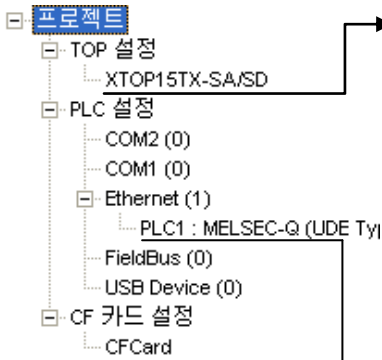 프로젝트
TOP 설정
XTOP15TX-SA/SD
PLC 설정
COM2 (0)
COM1 (0)
Ethernet (1)
PLC1 : MELSEC-Q (UDE
FieldBus (0)
USB Device (0)
CF 카드 설정
CFCard